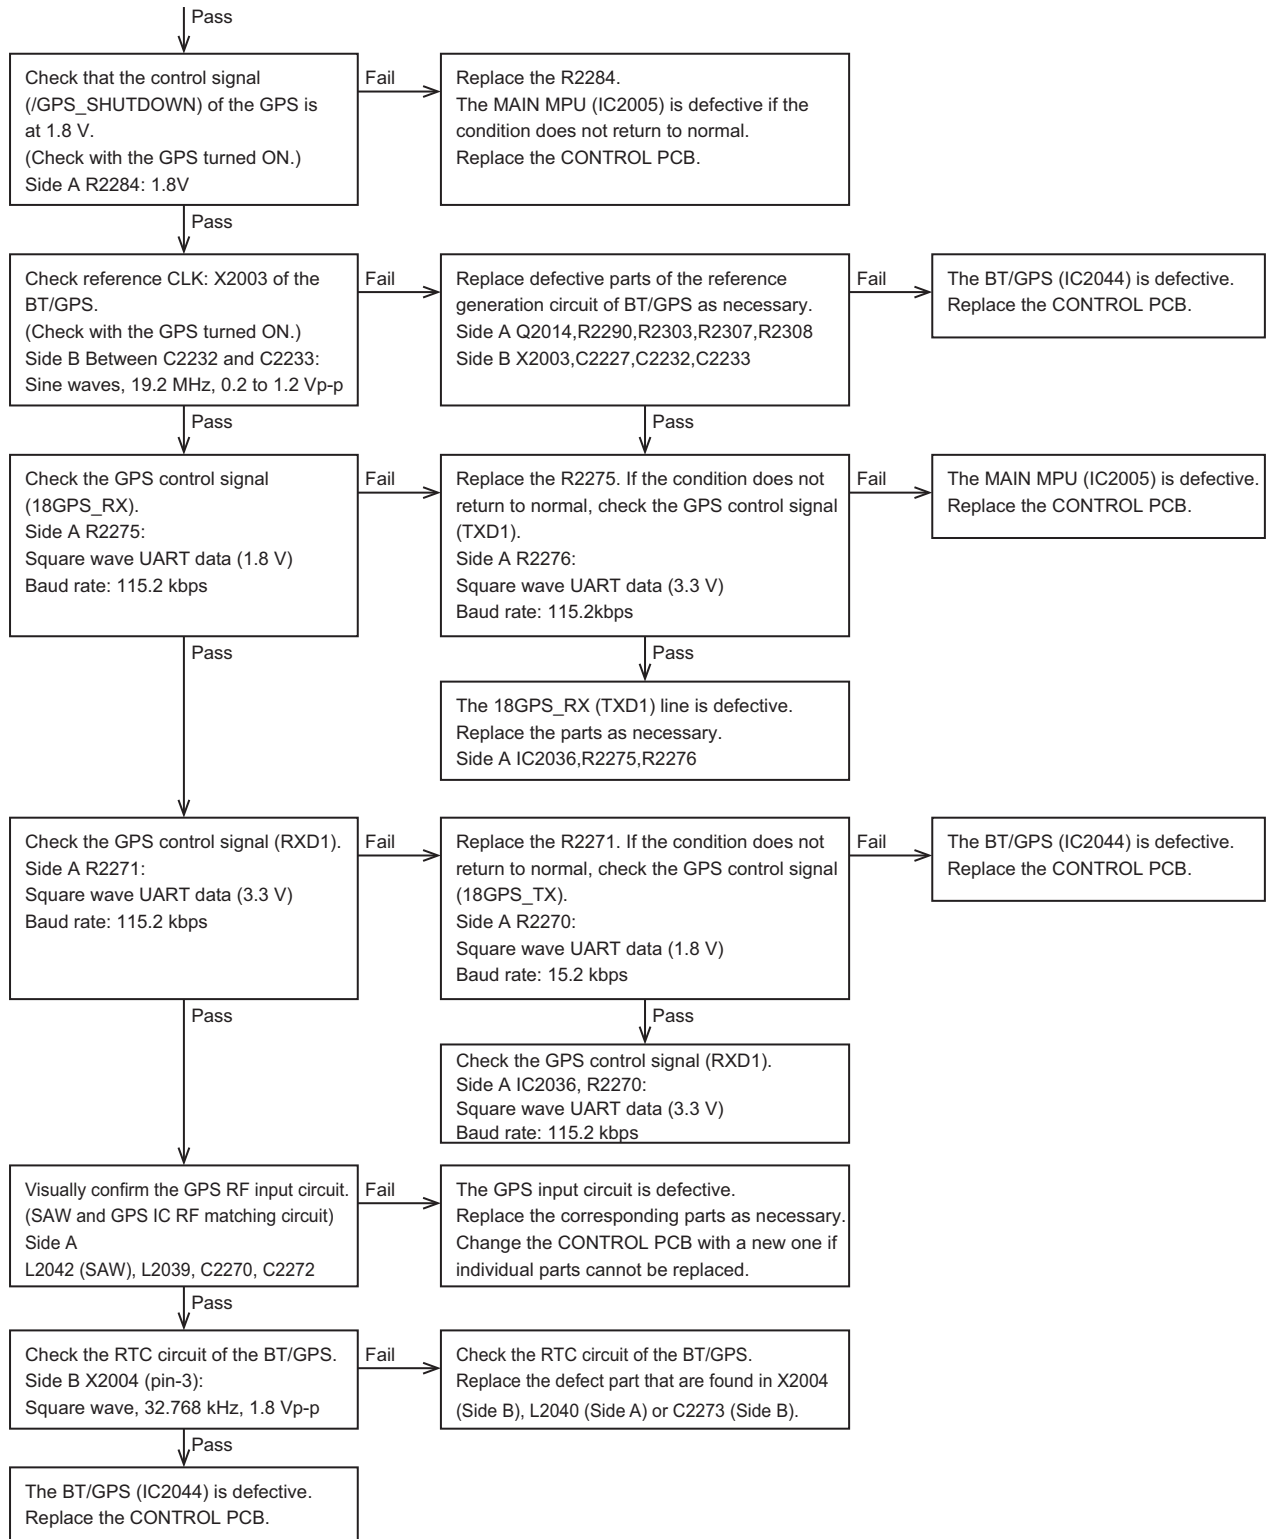 Pass
Check that the control signal
(/GPS_SHUTDOWN) of the GPS is
at 1.8 V.
(Check with the GPS turned ON.)
Side A R2284: 1.8V
Fail
Replace the R2284.
The MAIN MPU (IC2005) is defective if the
condition does not return to normal.
Replace the CONTROL PCB.
Pass
Check reference CLK: X2003 of the
BT/GPS.
(Check with the GPS turned ON.)
Side B Between C2232 and C2233:
Sine waves, 19.2 MHz, 0.2 to 1.2 Vp-p
Fail
Replace defective parts of the reference
generation circuit of BT/GPS as necessary.
Side A Q2014,R2290,R2303,R2307,R2308
Side B X2003,C2227,C2232,C2233
Fail
The BT/GPS (IC2044) is defective.
Replace the CONTROL PCB.
Pass
Pass
Check the GPS control signal
(18GPS_RX).
Side A R2275:
Square wave UART data (1.8 V)
Baud rate: 115.2 kbps
Fail
Replace the R2275. If the condition does not
return to normal, check the GPS control signal
(TXD1).
Side A R2276:
Square wave UART data (3.3 V)
Baud rate: 115.2kbps
Fail
The MAIN MPU (IC2005) is defective.
Replace the CONTROL PCB.
Pass
Pass
The 18GPS_RX (TXD1) line is defective.
Replace the parts as necessary.
Side A IC2036,R2275,R2276
Check the GPS control signal (RXD1).
Side A R2271:
Square wave UART data (3.3 V)
Baud rate: 115.2 kbps
Fail
Replace the R2271. If the condition does not
return to normal, check the GPS control signal
(18GPS_TX).
Side A R2270:
Square wave UART data (1.8 V)
Baud rate: 15.2 kbps
Fail
The BT/GPS (IC2044) is defective.
Replace the CONTROL PCB.
Pass
Pass
Check the GPS control signal (RXD1).
Side A IC2036, R2270:
Square wave UART data (3.3 V)
Baud rate: 115.2 kbps
Visually confirm the GPS RF input circuit.
(SAW and GPS IC RF matching circuit)
Side A
L2042 (SAW), L2039, C2270, C2272
Fail
The GPS input circuit is defective.
Replace the corresponding parts as necessary.
Change the CONTROL PCB with a new one if
individual parts cannot be replaced.
Pass
Check the RTC circuit of the BT/GPS.
Side B X2004 (pin-3):
Square wave, 32.768 kHz, 1.8 Vp-p
Fail
Check the RTC circuit of the BT/GPS.
Replace the defect part that are found in X2004
(Side B), L2040 (Side A) or C2273 (Side B).
Pass
The BT/GPS (IC2044) is defective.
Replace the CONTROL PCB.